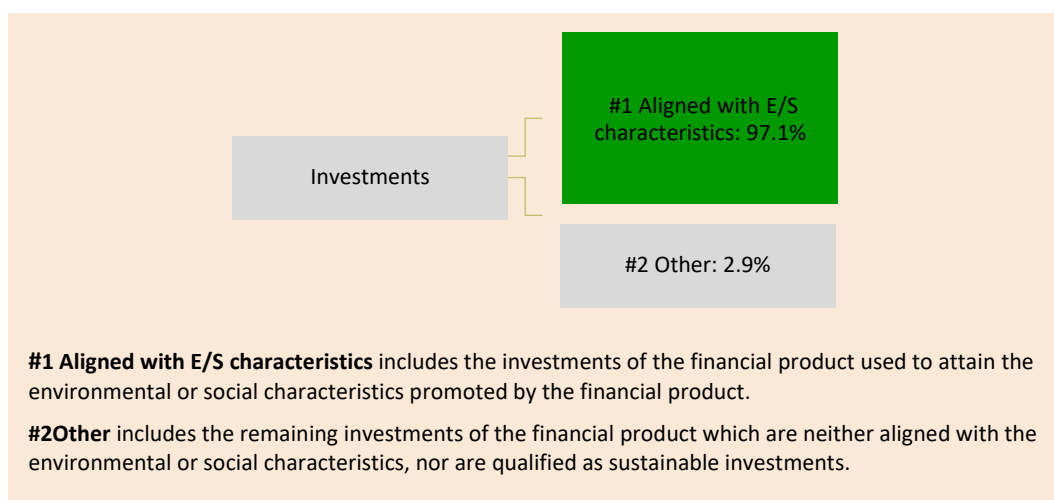 #1 Aligned with E/S
characteristics: 97.1%
Investments
#2 Other: 2.9%
#1 Aligned with E/S characteristics includes the investments of the financial product used to attain the
environmental or social characteristics promoted by the financial product.
#2Other includes the remaining investments of the financial product which are neither aligned with the
environmental or social characteristics, nor are qualified as sustainable investments.